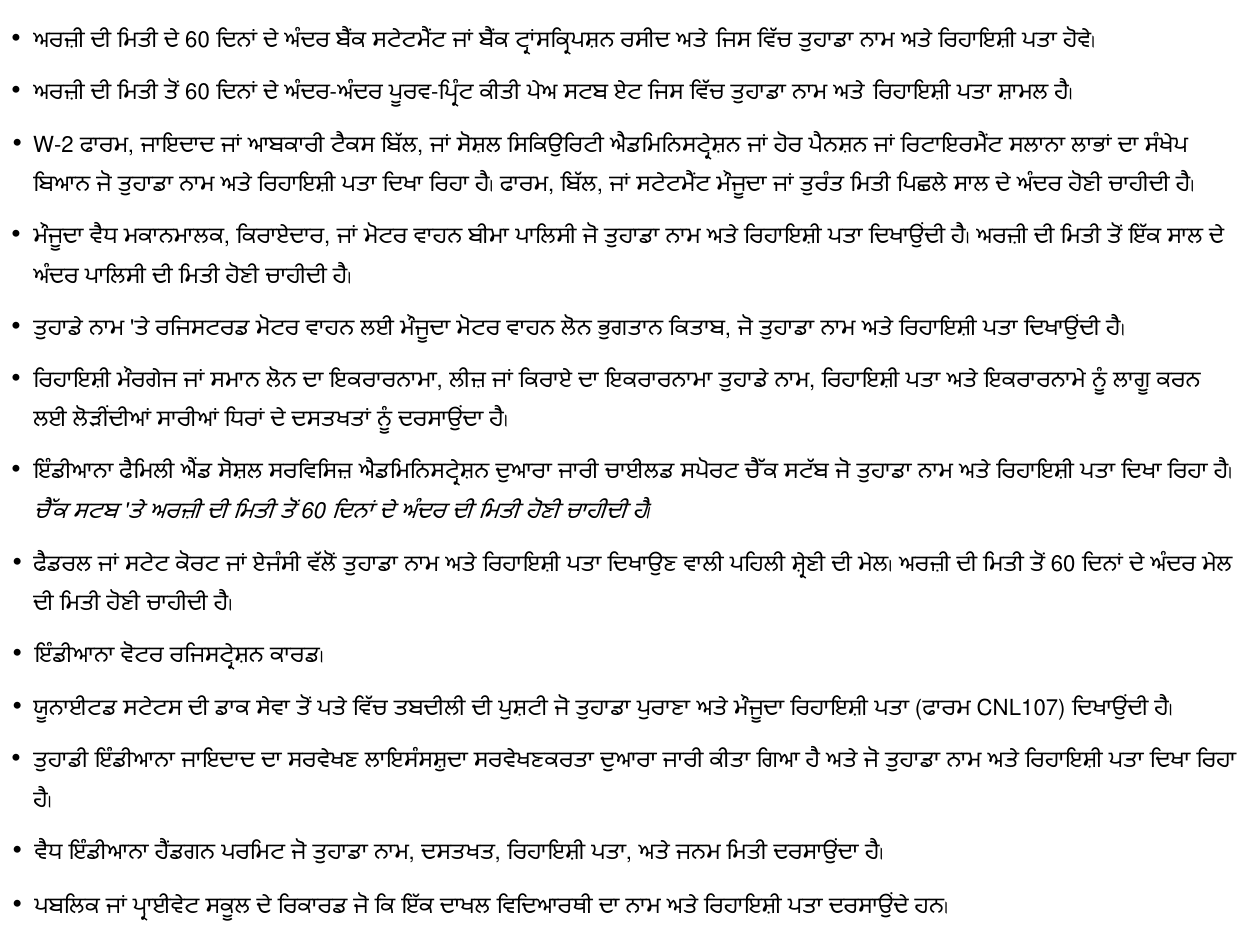 • ਅਰਜ਼ੀ ਦੀ ਮਿਤੀ ਦੇ 60 ਦਿਨਾਂ ਦੇ ਅੰਦਰ ਬੈਂਕ ਸਟੇਟਮੈਂਟ ਜਾਂ ਬੈਂਕ ਟ੍ਰਾਂਸਕ੍ਰਿਪਸ਼ਨ ਰਸੀਦ ਅਤੇ ਜਿਸ ਵਿੱਚ ਤੁਹਾਡਾ ਨਾਮ ਅਤੇ ਰਿਹਾਇਸ਼ੀ ਪਤਾ ਹੋਵੇ।
• ਅਰਜ਼ੀ ਦੀ ਮਿਤੀ ਤੋਂ 60 ਦਿਨਾਂ ਦੇ ਅੰਦਰ-ਅੰਦਰ ਪੂਰਵ-ਪ੍ਰਿੰਟ ਕੀਤੀ ਪੇਅ ਸਟਬ ਏਟ ਜਿਸ ਵਿੱਚ ਤੁਹਾਡਾ ਨਾਮ ਅਤੇ ਰਿਹਾਇਸ਼ੀ ਪਤਾ ਸ਼ਾਮਲ ਹੈ।
• W-2 ਫਾਰਮ, ਜਾਇਦਾਦ ਜਾਂ ਆਬਕਾਰੀ ਟੈਕਸ ਬਿੱਲ, ਜਾਂ ਸੋਸ਼ਲ ਸਿਕਿਉਰਿਟੀ ਐਡਮਿਨਿਸਟ੍ਰੇਸ਼ਨ ਜਾਂ ਹੋਰ ਪੈਨਸ਼ਨ ਜਾਂ ਰਿਟਾਇਰਮੈਂਟ ਸਲਾਨਾ ਲਾਭਾਂ ਦਾ ਸੰਖੇਪ
ਬਿਆਨ ਜੋ ਤੁਹਾਡਾ ਨਾਮ ਅਤੇ ਰਿਹਾਇਸ਼ੀ ਪਤਾ ਦਿਖਾ ਰਿਹਾ ਹੈ। ਫਾਰਮ, ਬਿੱਲ, ਜਾਂ ਸਟੇਟਮੈਂਟ ਮੌਜੂਦਾ ਜਾਂ ਤੁਰੰਤ ਮਿਤੀ ਪਿਛਲੇ ਸਾਲ ਦੇ ਅੰਦਰ ਹੋਣੀ ਚਾਹੀਦੀ ਹੈ।
• ਮੌਜੂਦਾ ਵੈਧ ਮਕਾਨਮਾਲਕ, ਕਿਰਾਏਦਾਰ, ਜਾਂ ਮੋਟਰ ਵਾਹਨ ਬੀਮਾ ਪਾਲਿਸੀ ਜੋ ਤੁਹਾਡਾ ਨਾਮ ਅਤੇ ਰਿਹਾਇਸ਼ੀ ਪਤਾ ਦਿਖਾਉਂਦੀ ਹੈ। ਅਰਜ਼ੀ ਦੀ ਮਿਤੀ ਤੋਂ ਇੱਕ ਸਾਲ ਦੇ
ਅੰਦਰ ਪਾਲਿਸੀ ਦੀ ਮਿਤੀ ਹੋਣੀ ਚਾਹੀਦੀ ਹੈ।
• ਤੁਹਾਡੇ ਨਾਮ 'ਤੇ ਰਜਿਸਟਰਡ ਮੋਟਰ ਵਾਹਨ ਲਈ ਮੌਜੂਦਾ ਮੋਟਰ ਵਾਹਨ ਲੋਨ ਭੁਗਤਾਨ ਕਿਤਾਬ, ਜੋ ਤੁਹਾਡਾ ਨਾਮ ਅਤੇ ਰਿਹਾਇਸ਼ੀ ਪਤਾ ਦਿਖਾਉਂਦੀ ਹੈ।
• ਰਿਹਾਇਸ਼ੀ ਮੌਰਗੇਜ ਜਾਂ ਸਮਾਨ ਲੋਨ ਦਾ ਇਕਰਾਰਨਾਮਾ, ਲੀਜ਼ ਜਾਂ ਕਿਰਾਏ ਦਾ ਇਕਰਾਰਨਾਮਾ ਤੁਹਾਡੇ ਨਾਮ, ਰਿਹਾਇਸ਼ੀ ਪਤਾ ਅਤੇ ਇਕਰਾਰਨਾਮੇ ਨੂੰ ਲਾਗੂ ਕਰਨ
ਲਈ ਲੋੜੀਂਦੀਆਂ ਸਾਰੀਆਂ ਧਿਰਾਂ ਦੇ ਦਸਤਖਤਾਂ ਨੂੰ ਦਰਸਾਉਂਦਾ ਹੈ।
• ਇੰਡੀਆਨਾ ਫੈਮਿਲੀ ਐਂਡ ਸੋਸ਼ਲ ਸਰਵਿਸਿਜ਼ ਐਡਮਿਨਿਸਟ੍ਰੇਸ਼ਨ ਦੁਆਰਾ ਜਾਰੀ ਚਾਈਲਡ ਸਪੋਰਟ ਚੈੱਕ ਸਟੱਬ ਜੋ ਤੁਹਾਡਾ ਨਾਮ ਅਤੇ ਰਿਹਾਇਸ਼ੀ ਪਤਾ ਦਿਖਾ ਰਿਹਾ ਹੈ।
ਚੈੱਕ ਸਟਬ 'ਤੇ ਅਰਜ਼ੀ ਦੀ ਮਿਤੀ ਤੋਂ 60 ਦਿਨਾਂ ਦੇ ਅੰਦਰ ਦੀ ਮਿਤੀ ਹੋਣੀ ਚਾਹੀਦੀ ਹੈ।
• ਫੈਡਰਲ ਜਾਂ ਸਟੇਟ ਕੋਰਟ ਜਾਂ ਏਜੰਸੀ ਵੱਲੋਂ ਤੁਹਾਡਾ ਨਾਮ ਅਤੇ ਰਿਹਾਇਸ਼ੀ ਪਤਾ ਦਿਖਾਉਣ ਵਾਲੀ ਪਹਿਲੀ ਸ਼੍ਰੇਣੀ ਦੀ ਮੇਲ। ਅਰਜ਼ੀ ਦੀ ਮਿਤੀ ਤੋਂ 60 ਦਿਨਾਂ ਦੇ ਅੰਦਰ ਮੇਲ
ਦੀ ਮਿਤੀ ਹੋਣੀ ਚਾਹੀਦੀ ਹੈ।
• ਇੰਡੀਆਨਾ ਵੋਟਰ ਰਜਿਸਟ੍ਰੇਸ਼ਨ ਕਾਰਡ।
• ਯੂਨਾਈਟਡ ਸਟੇਟਸ ਦੀ ਡਾਕ ਸੇਵਾ ਤੋਂ ਪਤੇ ਵਿੱਚ ਤਬਦੀਲੀ ਦੀ ਪੁਸ਼ਟੀ ਜੋ ਤੁਹਾਡਾ ਪੁਰਾਣਾ ਅਤੇ ਮੌਜੂਦਾ ਰਿਹਾਇਸ਼ੀ ਪਤਾ (ਫਾਰਮ CNL107) ਦਿਖਾਉਂਦੀ ਹੈ।
• ਤੁਹਾਡੀ ਇੰਡੀਆਨਾ ਜਾਇਦਾਦ ਦਾ ਸਰਵੇਖਣ ਲਾਇਸੰਸਸ਼ੁਦਾ ਸਰਵੇਖਣਕਰਤਾ ਦੁਆਰਾ ਜਾਰੀ ਕੀਤਾ ਗਿਆ ਹੈ ਅਤੇ ਜੋ ਤੁਹਾਡਾ ਨਾਮ ਅਤੇ ਰਿਹਾਇਸ਼ੀ ਪਤਾ ਦਿਖਾ ਰਿਹਾ
ਹੈ।
• ਵੈਧ ਇੰਡੀਆਨਾ ਹੈਂਡਗਨ ਪਰਮਿਟ ਜੋ ਤੁਹਾਡਾ ਨਾਮ, ਦਸਤਖਤ, ਰਿਹਾਇਸ਼ੀ ਪਤਾ, ਅਤੇ ਜਨਮ ਮਿਤੀ ਦਰਸਾਉਂਦਾ ਹੈ।
• ਪਬਲਿਕ ਜਾਂ ਪ੍ਰਾਈਵੇਟ ਸਕੂਲ ਦੇ ਰਿਕਾਰਡ ਜੋ ਕਿ ਇੱਕ ਦਾਖਲ ਵਿਦਿਆਰਥੀ ਦਾ ਨਾਮ ਅਤੇ ਰਿਹਾਇਸ਼ੀ ਪਤਾ ਦਰਸਾਉਂਦੇ ਹਨ।